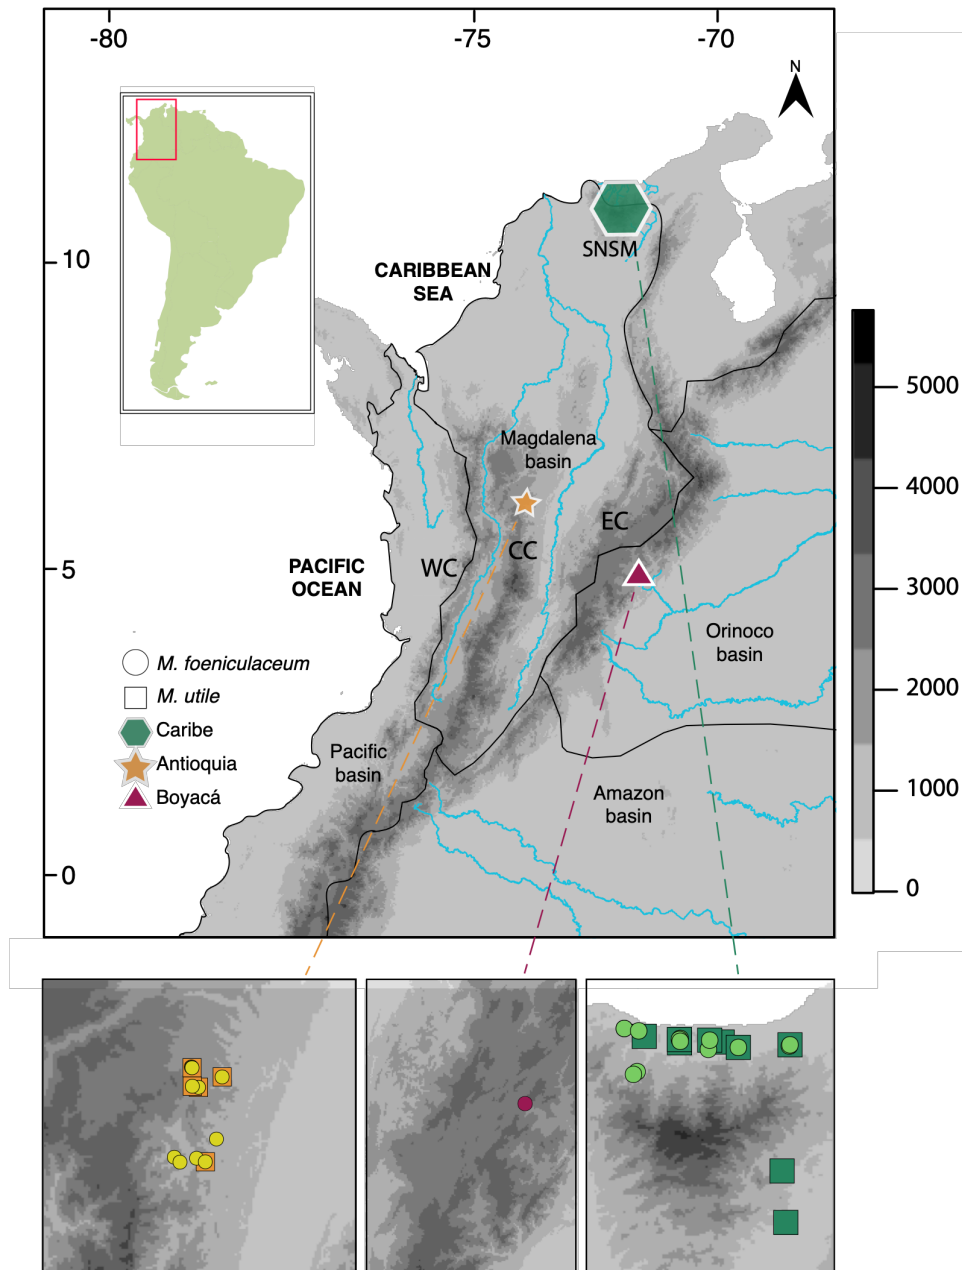 -80
-75
-70
N
10
SNSM
CARIBBEAN
SEA
5000
Magdalena
basin
4000
EC
CC
WC
PACIFIC
OCEAN
5
3000
Orinoco
basin
M. foeniculaceum
M. utile
2000
Caribe
Antioquia
Boyacá
Pacific
basin
Amazon
basin
1000
0
0